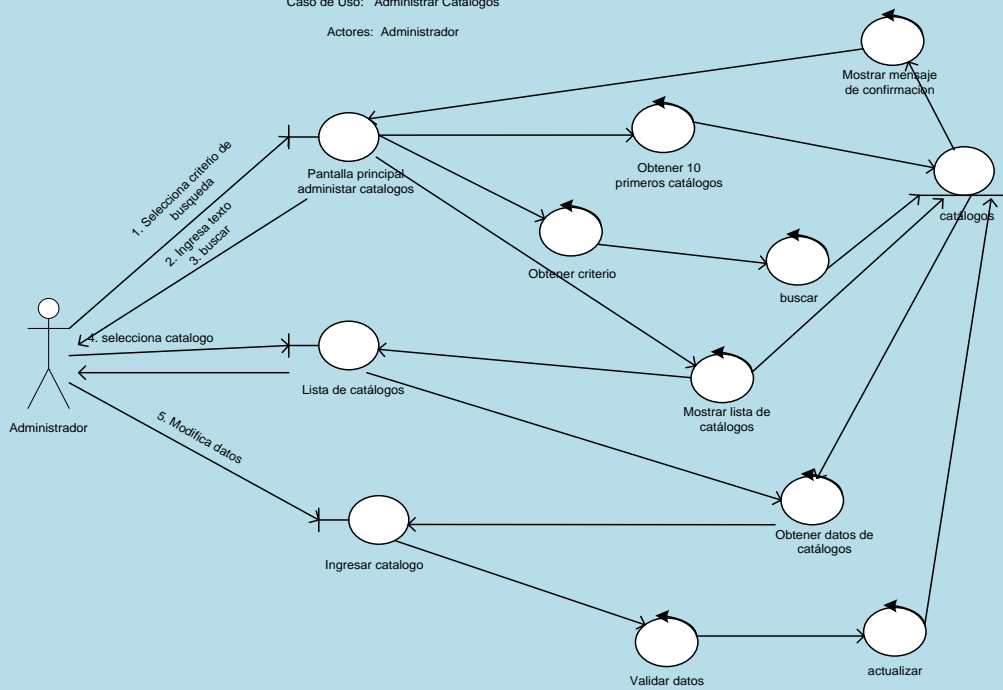 Caso de Uso: Administrar Catálogos
Actores: Administrador
Mostrar mensaje
de confirmación
Pantalla principal
administar catalogos
Obtener 10
primeros catálogos
catálogos
1. Selecciona criterio de
busqueda
2. Ingresa texto
3. buscar
Obtener criterio
buscar
4. selecciona catalogo
Lista de catálogos
Mostrar lista de
catálogos
Administrador
5. Modifica datos
Obtener datos de
catálogos
Ingresar catalogo
Validar datos
actualizar